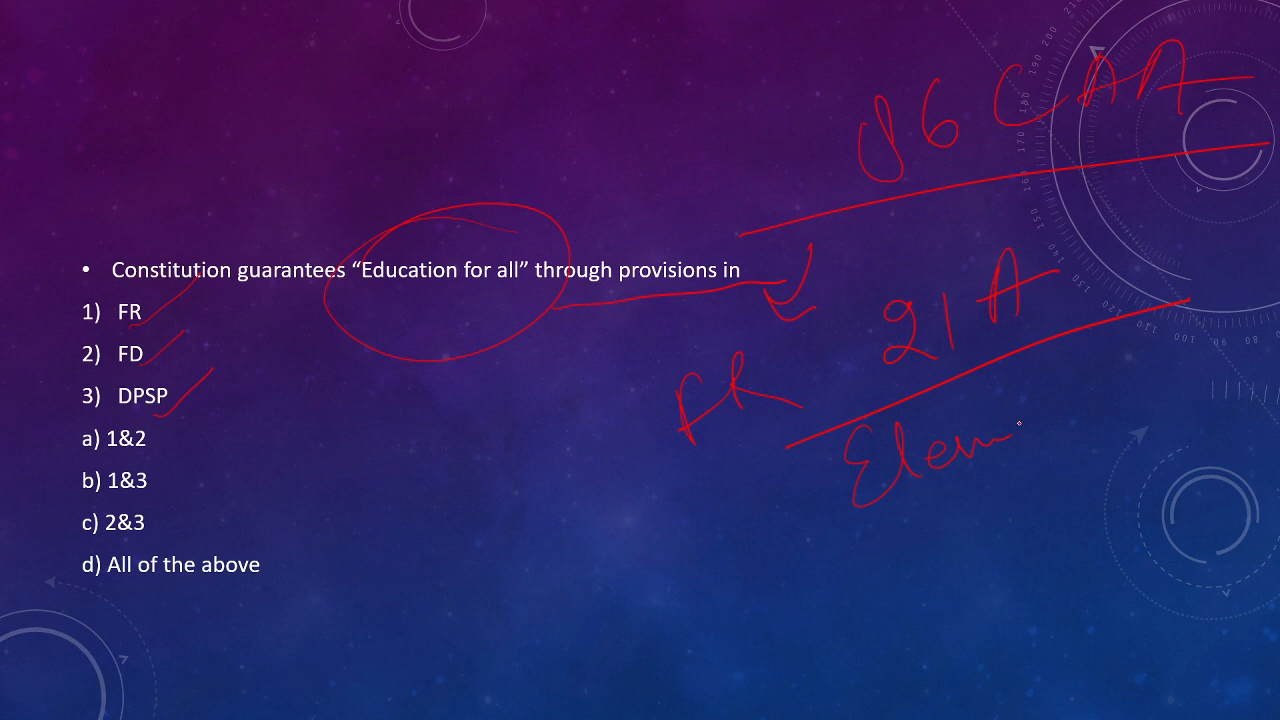 86 CAA
• Constitution guarantees “Education for all” through provisions in
1) FR
2) FD
3) DPSP
a) 1&2
b) 1&3
c) 2&3
d) All of the above
21A
FR
Elem